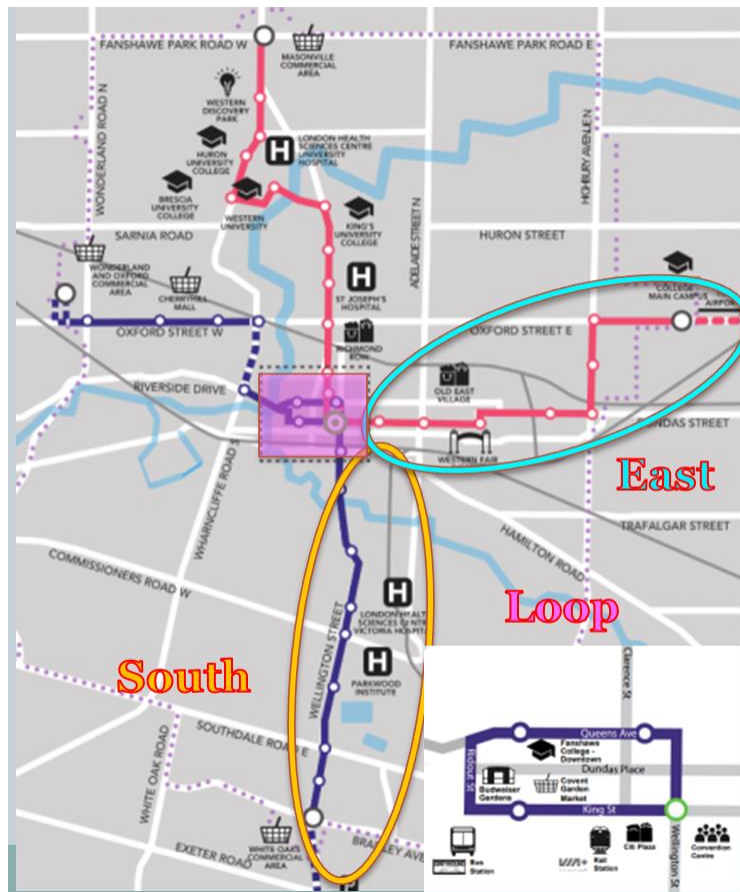 FANSHAWE PARK ROAD W
FANSHAWE PARK ROAD E
MASONVILLE
COMMERCIAL
AREA
WONDERLAND ROAD N
WESTERN
DISCOVERY
PARK
HIGHBURY AVENUE N
HURON
UNIVERSITY
COLLEGE
H
LONDON HEALTH
SCIENCES CENTRE
UNIVERSITY
HOSPITAL
BRESCIA
UNIVERSITY
COLLEGE
WESTERN
UNIVERSITY
ADELAIDE STREET N
KING'S
UNIVERSITY
COLLEGE
SARNIA ROAD
HURON STREET
WONDERLAND
AND OXFORD
COMMERCIAL
AREA
CHERRYHILL
MALL
H
ST JOSEPH'S
HOSPITAL
COLLEGE
MAIN CAMPUS
AIRPORT
OXFORD STREET W
OXFORD STREET E
RICHMOND
ROW
RIVERSIDE DRIVE
OLD EAST
VILLAGE
DUNDAS STREET
WESTERN FAIR
East
WHARNCLIFFE ROAD S
TRAFALGAR STREET
HAMILTON ROAD
COMMISSIONERS ROAD W
H
LONDON HEALTH
SCIENCES CENTRE
VICTORIA HOSPITAL
Loop
WELLINGTON STREET
H
PARKWOOD
INSTITUTE
South
SOUTHDALE ROAD E
WHITE OAK ROAD
WHITE OAKS
COMMERCIAL
AREA
EXETER ROAD
BRADLEY AVE
Clarence St
Queens Ave
Fanshawe
College -
Downtown
Ridout St
Dundas Place
Budweiser
Gardens
Covent
Garden
Market
King St
Wellington St
Bus
Station
VIA
Rail
Station
Citi Plaza
Convention
Centre